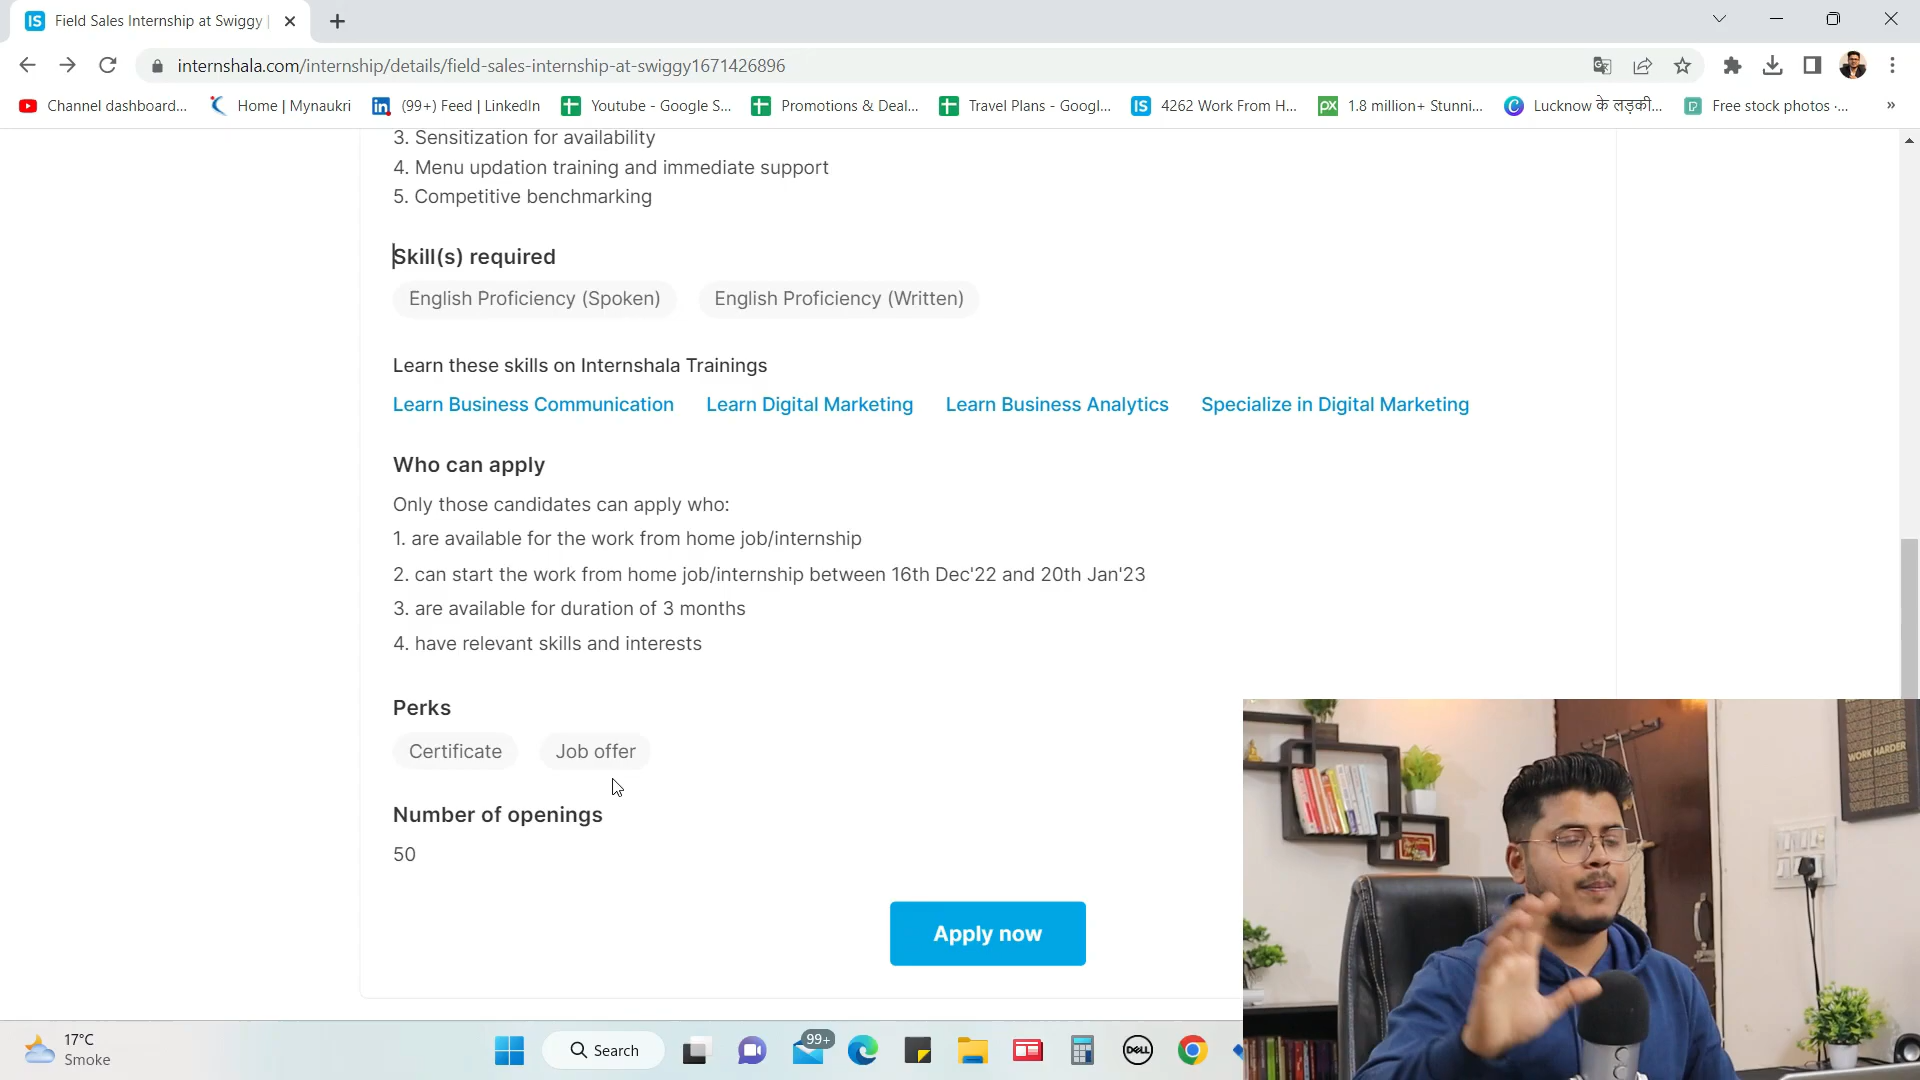 Field Sales Internship at Swiggy |
internshala.com/internship/details/field-sales-internship-at-swiggy1671426896
Channel dashboard...
Home | Mynaukri
(99+) Feed | LinkedIn
Youtube - Google S...
Promotions & Deal...
Travel Plans - Googl...
IS 4262 Work From H...
px 1.8 million+ Stunni...
Lucknow के लड़की...
Free stock photos ·...
»
3. Sensitization for availability
4. Menu updation training and immediate support
5. Competitive benchmarking
Skill(s) required
English Proficiency (Spoken)
English Proficiency (Written)
Learn these skills on Internshala Trainings
Learn Business Communication
Learn Digital Marketing
Learn Business Analytics
Specialize in Digital Marketing
Who can apply
Only those candidates can apply who:
1. are available for the work from home job/internship
2. can start the work from home job/internship between 16th Dec'22 and 20th Jan'23
3. are available for duration of 3 months
4. have relevant skills and interests
Perks
Certificate
Job offer
Number of openings
50
Apply now
WORK HARDER
17°C
Smoke
Search
99+
DELL